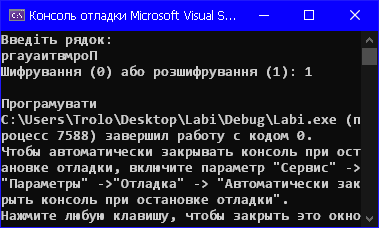 Консоль отладки Microsoft Visual S...
Введіть рядок:
ргауаитвмроП
Шифрування (0) або розшифрування (1): 1
Програмувати
C:\Users\Trolo\Desktop\Labi\Debug\Labi.exe (п
роцесс 7588) завершил работу с кодом 0.
Чтобы автоматически закрывать консоль при ост
ановке отладки, включите параметр "Сервис" ->
"Параметры" ->"Отладка" -> "Автоматически зак
рыть консоль при остановке отладки".
Нажмите любую клавишу, чтобы закрыть это окно